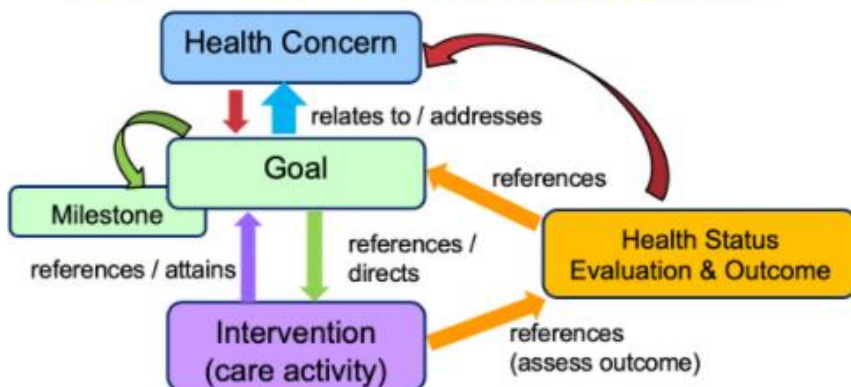 Health Concern
relates to / addresses
Goal
references
Milestone
Health Status
Evaluation & Outcome
references / attains
references /
directs
Intervention
(care activity)
references
(assess outcome)